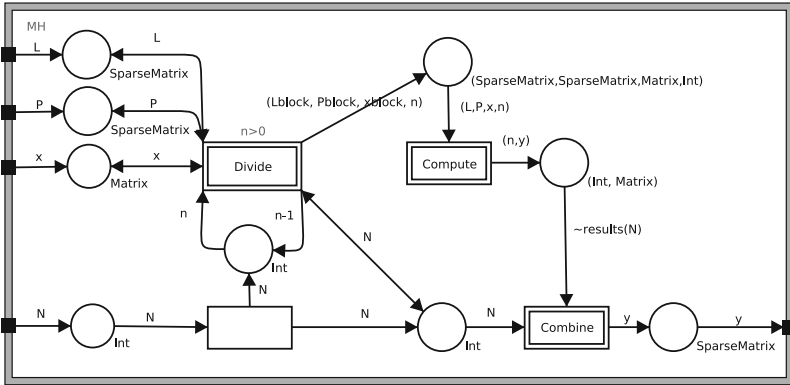 MH
L
L
SparseMatrix
P
P
SparseMatrix
x
x
Matrix
n>0
Divide
(Lblock, Pblock, xblock, n)
(SparseMatrix,SparseMatrix,Matrix,Int)
(L,P,x,n)
Compute
(n,y)
(Int, Matrix)
~results(N)
n
n-1
Int
N
N
N
N
Int
N
N
Int
Combine
y
y
SparseMatrix